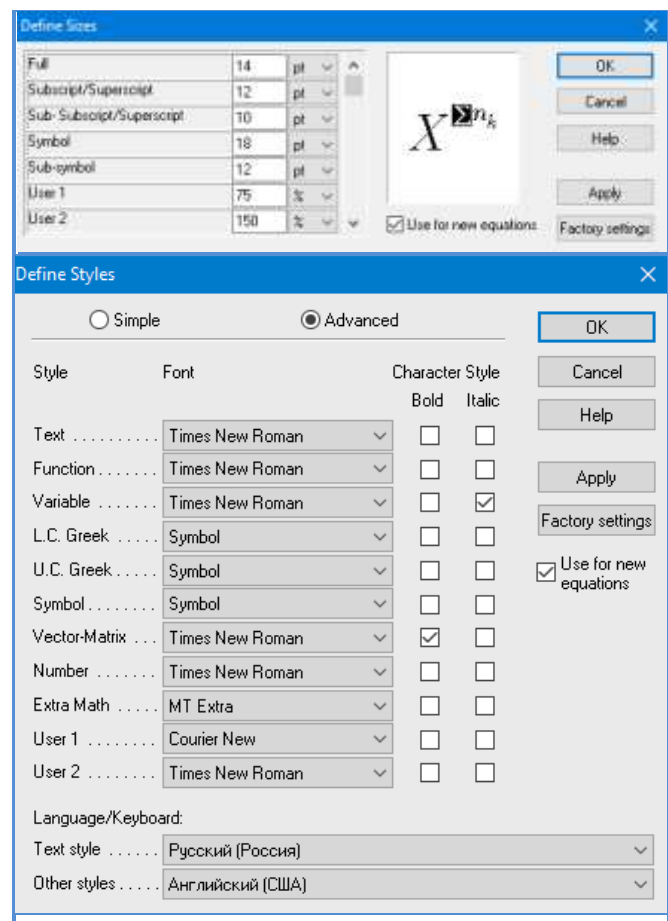 Define Sizes
Full 14 pt
Subscript/Superscript 12 pt
Sub- Subscript/Superscript 10 pt
Symbol 18 pt
Sub-symbol 12 pt
User 1 75 %
User 2 150 %
X Σ n k
Use for new equations
OK
Cancel
Help
Apply
Factory settings
Define Styles
Simple Advanced
OK
Cancel
Help
Apply
Factory settings
Use for new
equations
Style Font Character Style
Bold Italic
Text .......... Times New Roman
Function ....... Times New Roman
Variable ........ Times New Roman
L.C. Greek ..... Symbol
U.C. Greek ..... Symbol
Symbol ........ Symbol
Vector-Matrix ... Times New Roman
Number ....... Times New Roman
Extra Math ..... MT Extra
User 1 ........ Courier New
User 2 ........ Times New Roman
Language/Keyboard:
Text style ...... Русский (Россия)
Other styles ..... Английский (США)